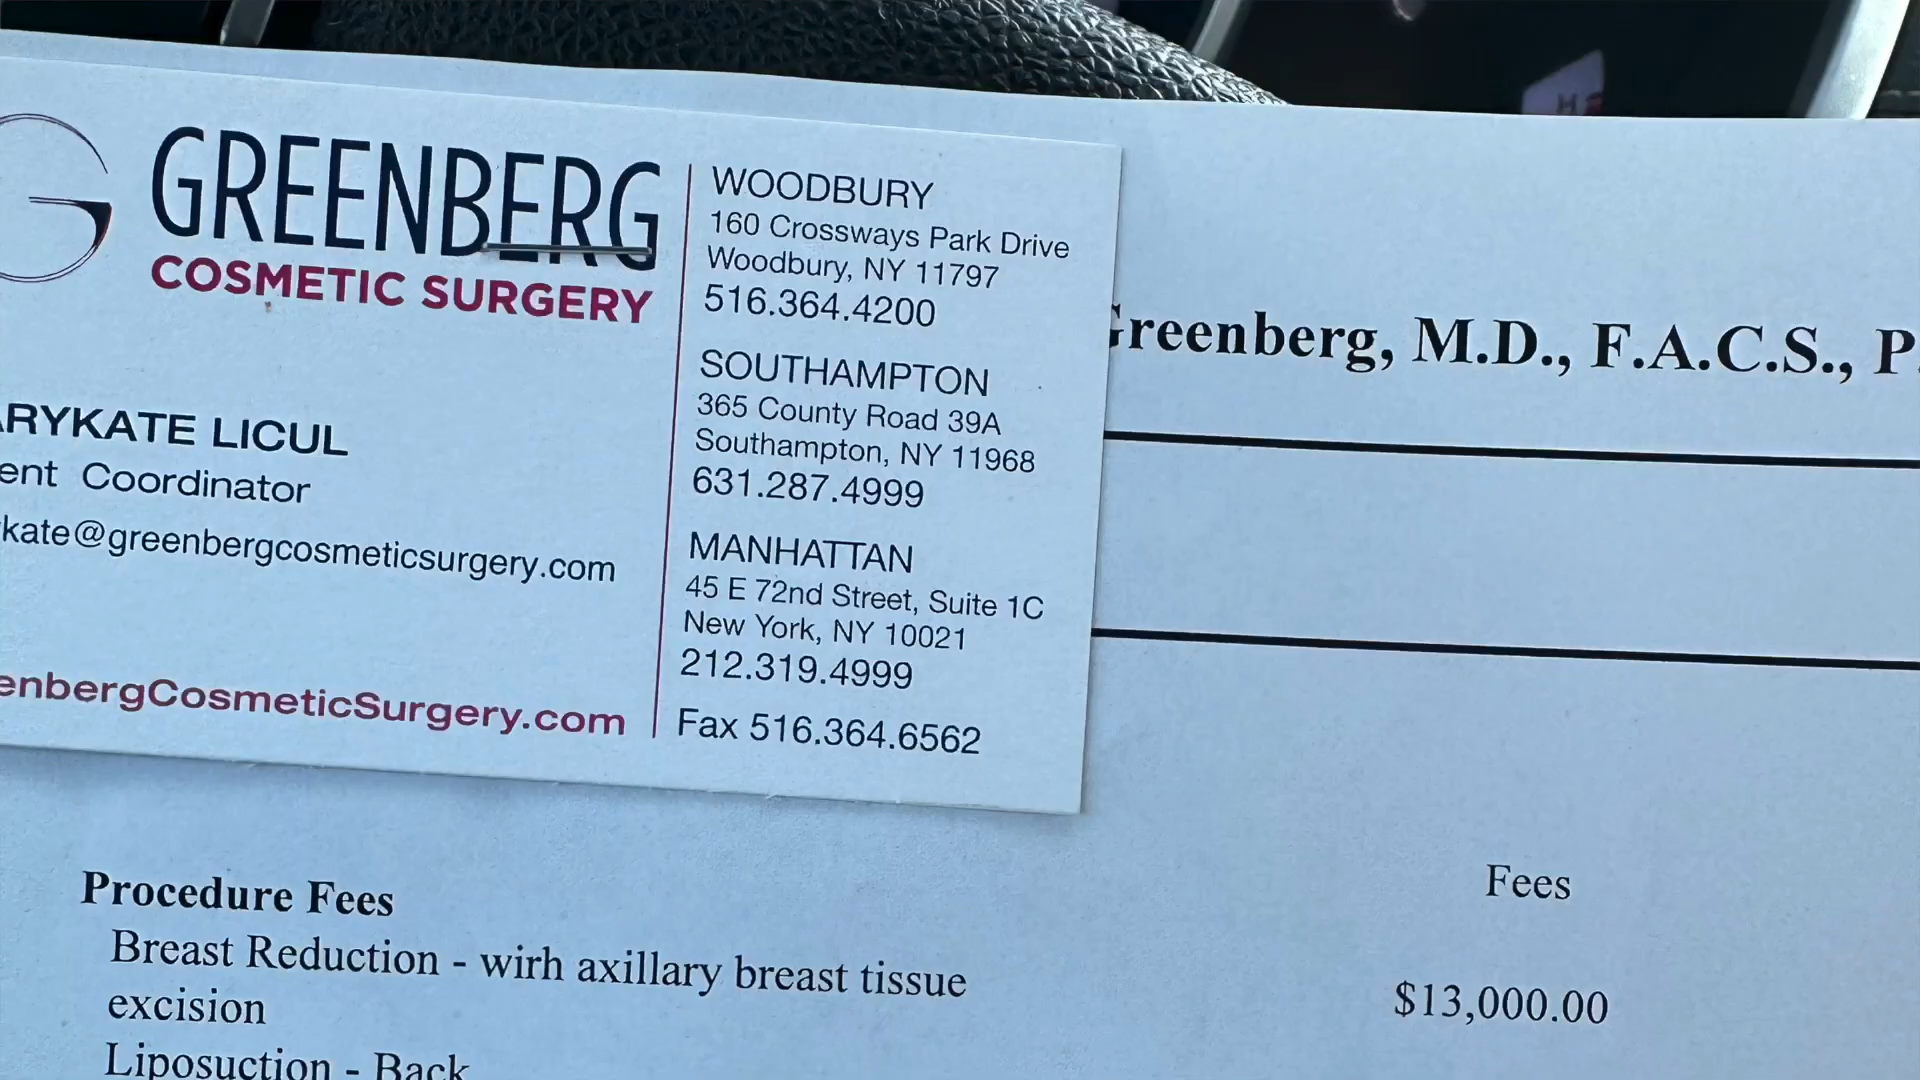 GREENBERG
COSMETIC SURGERY
ARYKATE LICUL
ent Coordinator
kate@greenbergcosmeticsurgery.com
enbergCosmeticSurgery.com
WOODBURY
160 Crossways Park Drive
Woodbury, NY 11797
516.364.4200
SOUTHAMPTON
365 County Road 39A
Southampton, NY 11968
631.287.4999
MANHATTAN
45 E 72nd Street, Suite 1C
New York, NY 10021
212.319.4999
Fax 516.364.6562
Greenberg, M.D., F.A.C.S., P.
Fees
Procedure Fees
Breast Reduction - wirh axillary breast tissue
excision
$13,000.00
Liposuction - Back